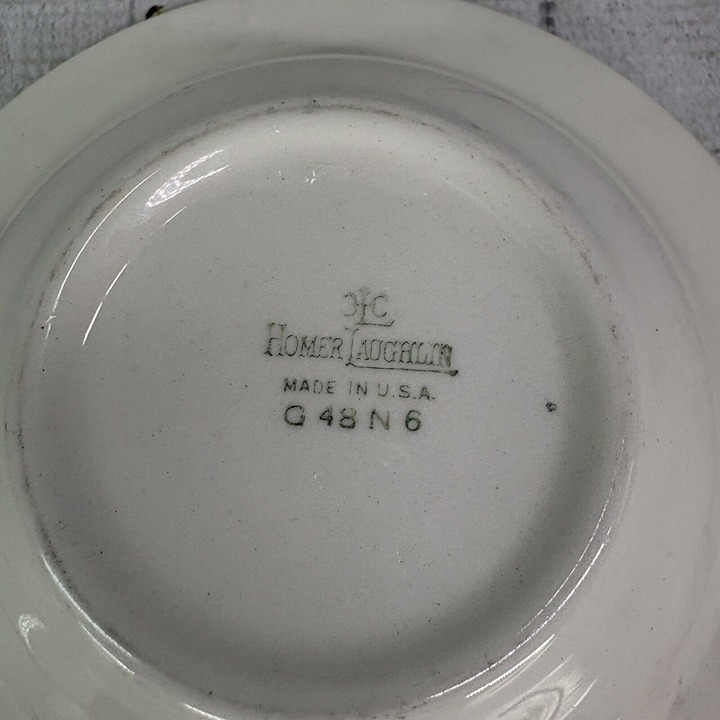 HLC
HOMER LAUGHLIN
MADE IN U.S.A.
G 48 N 6